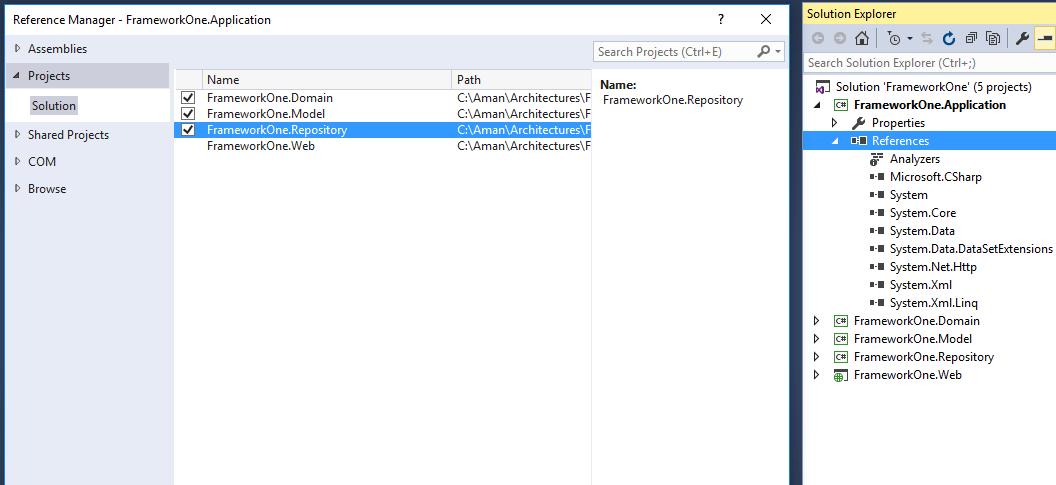 Reference Manager - FrameworkOne.Application
?
Assemblies
Projects
Solution
Shared Projects
COM
Browse
Search Projects (Ctrl+E)
Name Path
FrameworkOne.Domain C:\Aman\Architectures\F
FrameworkOne.Model C:\Aman\Architectures\F
FrameworkOne.Repository C:\Aman\Architectures\F
FrameworkOne.Web C:\Aman\Architectures\F
Name:
FrameworkOne.Repository
Solution Explorer
Search Solution Explorer (Ctrl+;)
Solution 'FrameworkOne' (5 projects)
C# FrameworkOne.Application
Properties
References
Analyzers
Microsoft.CSharp
System
System.Core
System.Data
System.Data.DataSetExtensions
System.Net.Http
System.Xml
System.Xml.Linq
C# FrameworkOne.Domain
C# FrameworkOne.Model
C# FrameworkOne.Repository
FrameworkOne.Web